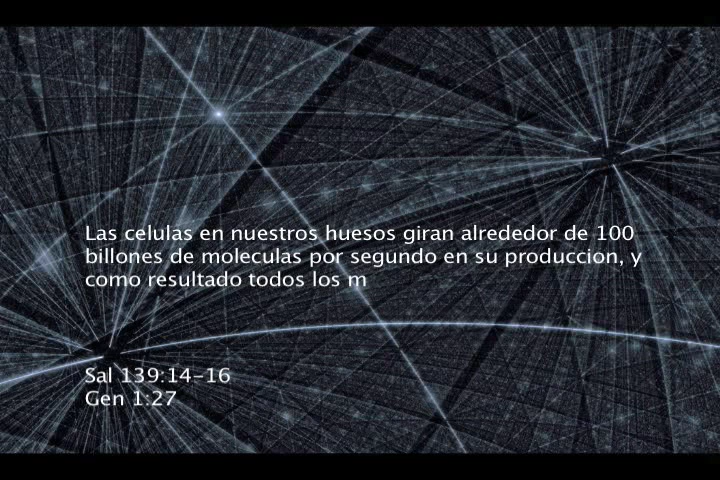 Las celulas en nuestros huesos giran alrededor de 100
billones de moleculas por segundo en su produccion, y
como resultado todos los m
Sal 139:14-16
Gen 1:27